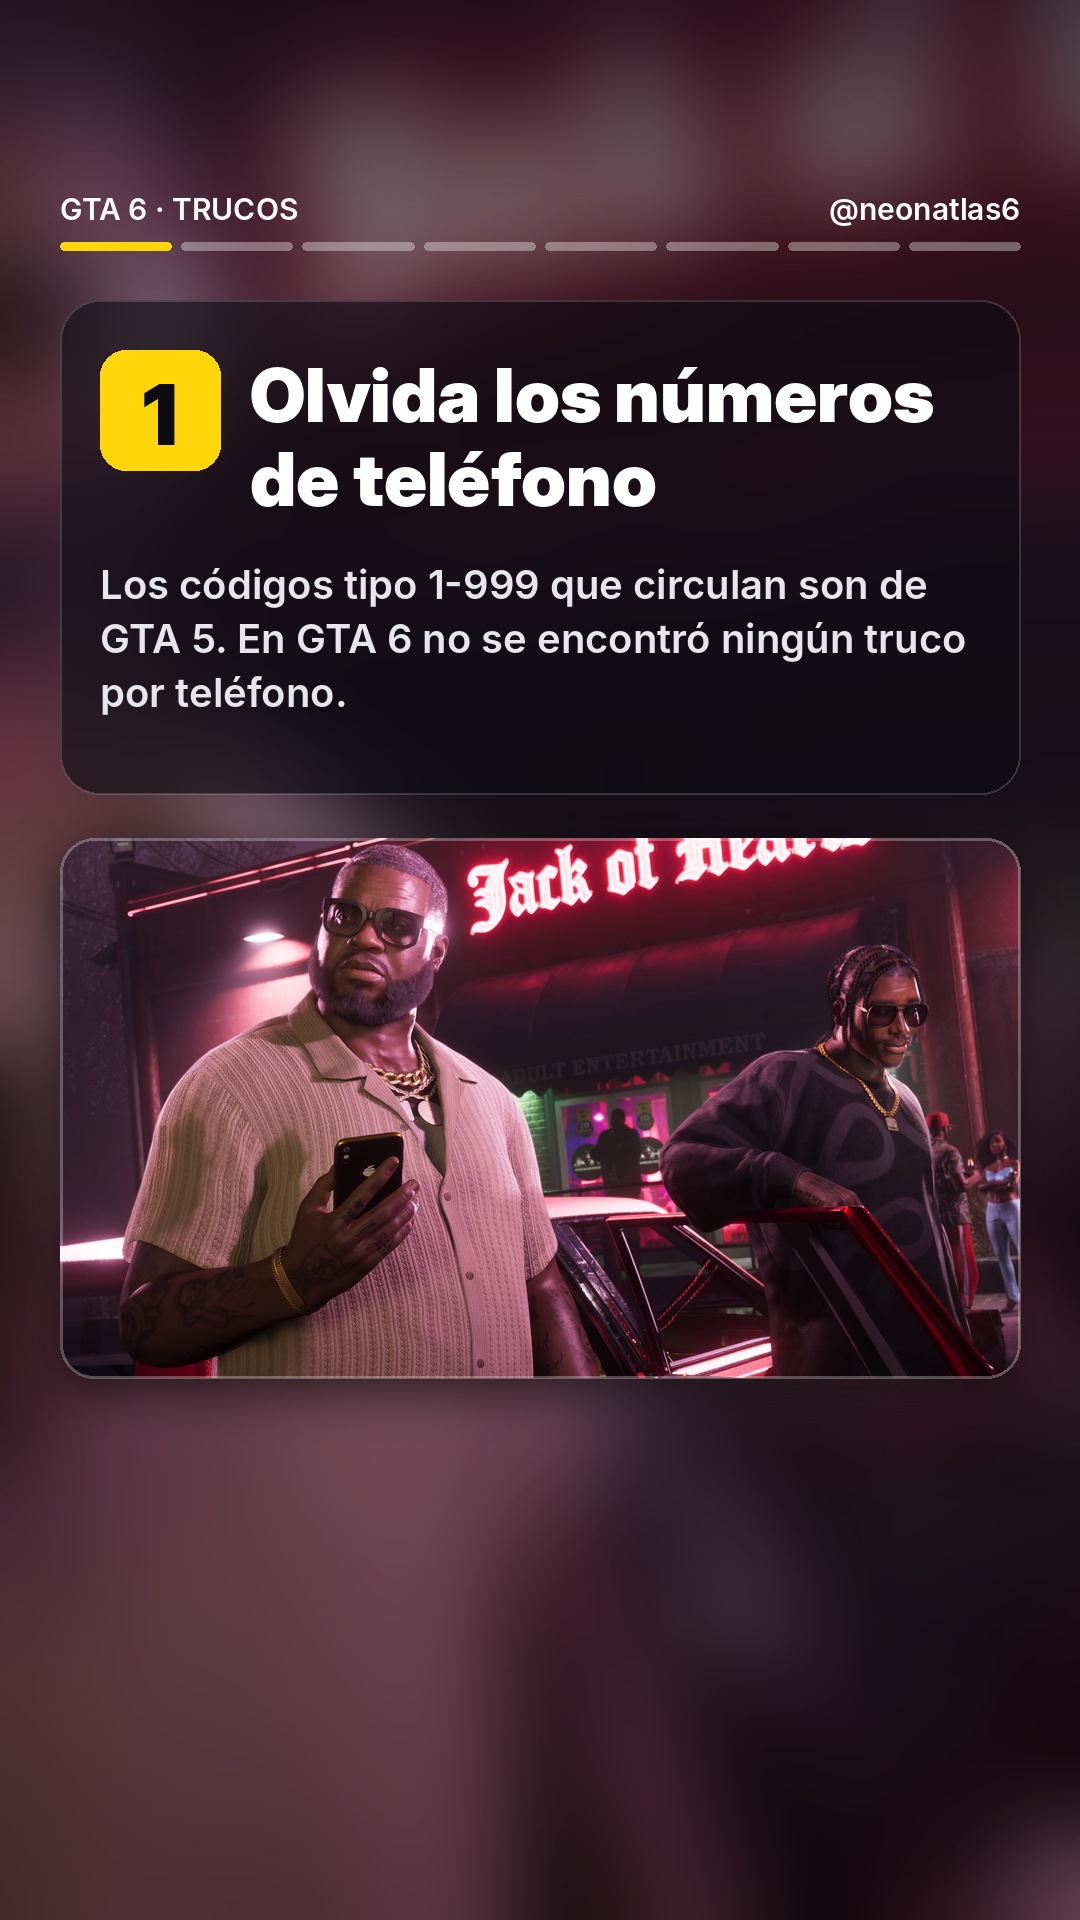 GTA 6 · TRUCOS
@neonatlas6
1
Olvida los números
de teléfono
Los códigos tipo 1-999 que circulan son de
GTA 5. En GTA 6 no se encontró ningún truco
por teléfono.
Jack of Hearts
ADULT ENTERTAINMENT